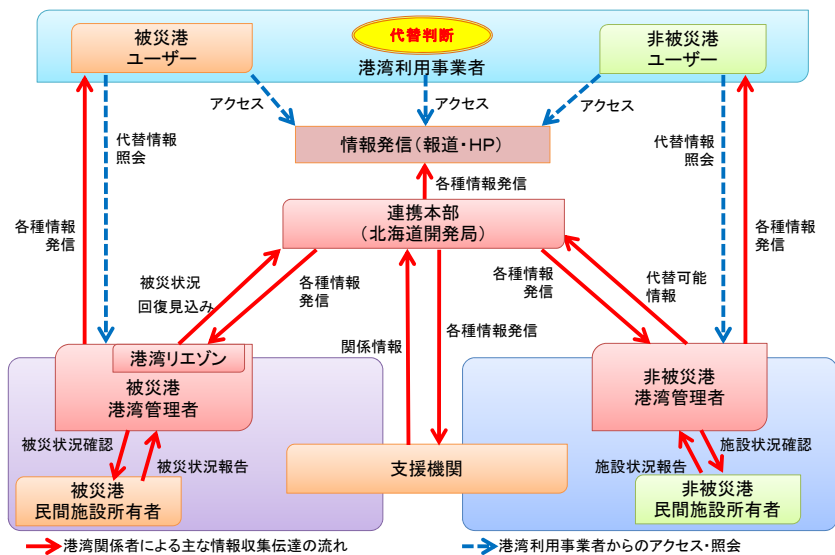 被災港
ユーザー
代替判断
港湾利用事業者
非被災港
ユーザー
アクセス
アクセス
アクセス
代替情報
照会
情報発信(報道・HP)
代替情報
照会
各種情報発信
連携本部
(北海道開発局)
各種情報
発信
各種情報
発信
被災状況
回復見込み
各種情報
発信
各種情報
発信
代替可能
情報
関係情報
各種情報発信
港湾リエゾン
被災港
港湾管理者
非被災港
港湾管理者
被災状況確認
被災状況報告
支援機関
施設状況報告
施設状況確認
被災港
民間施設所有者
非被災港
民間施設所有者
港湾関係者による主な情報収集伝達の流れ
港湾利用事業者からのアクセス・照会